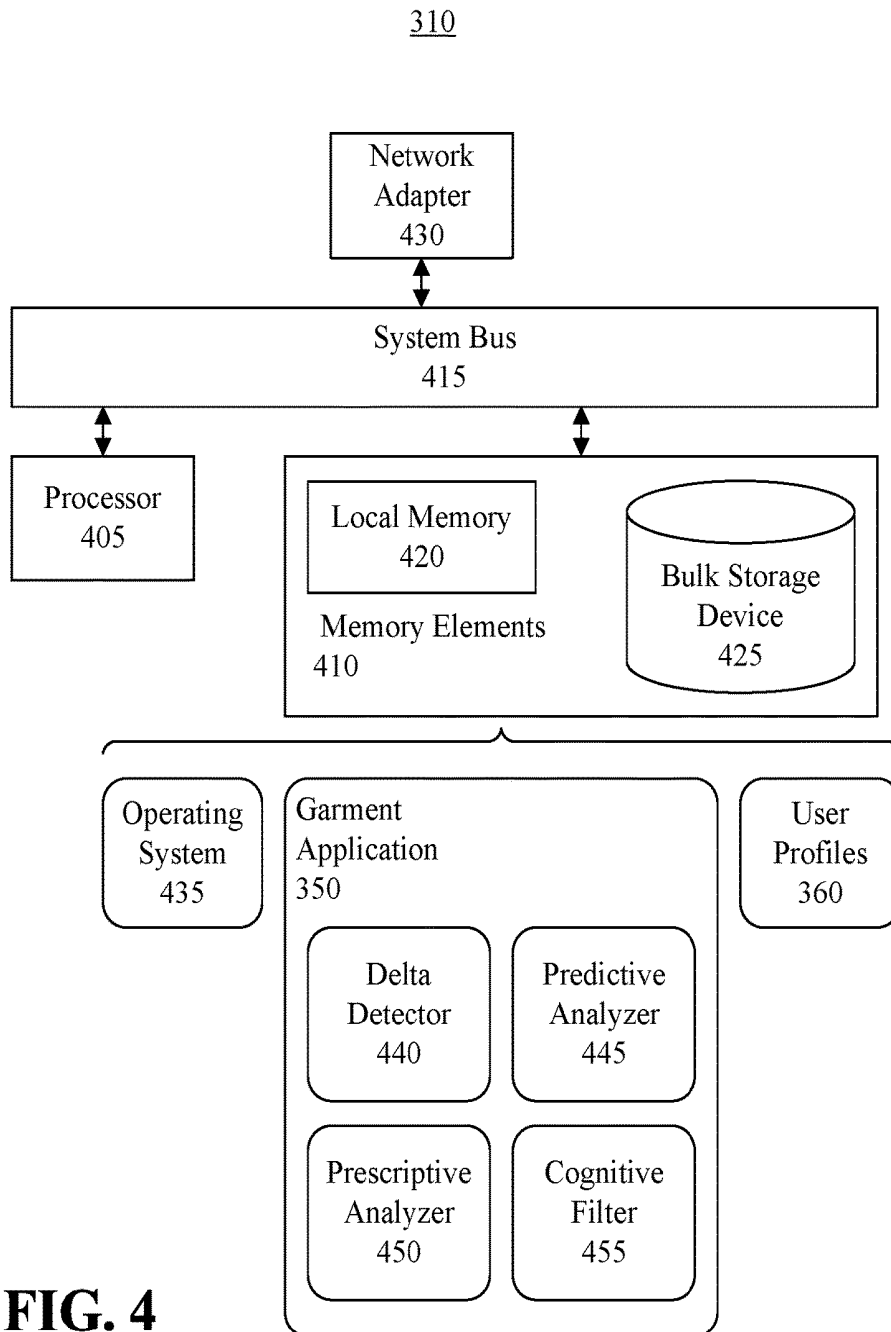 310
Network
Adapter
430
System Bus
415
Processor
405
Local Memory
420
Memory Elements
410
Bulk Storage
Device
425
Operating
System
435
Garment
Application
350
User
Profiles
360
Delta
Detector
440
Predictive
Analyzer
445
Prescriptive
Analyzer
450
Cognitive
Filter
455
FIG. 4